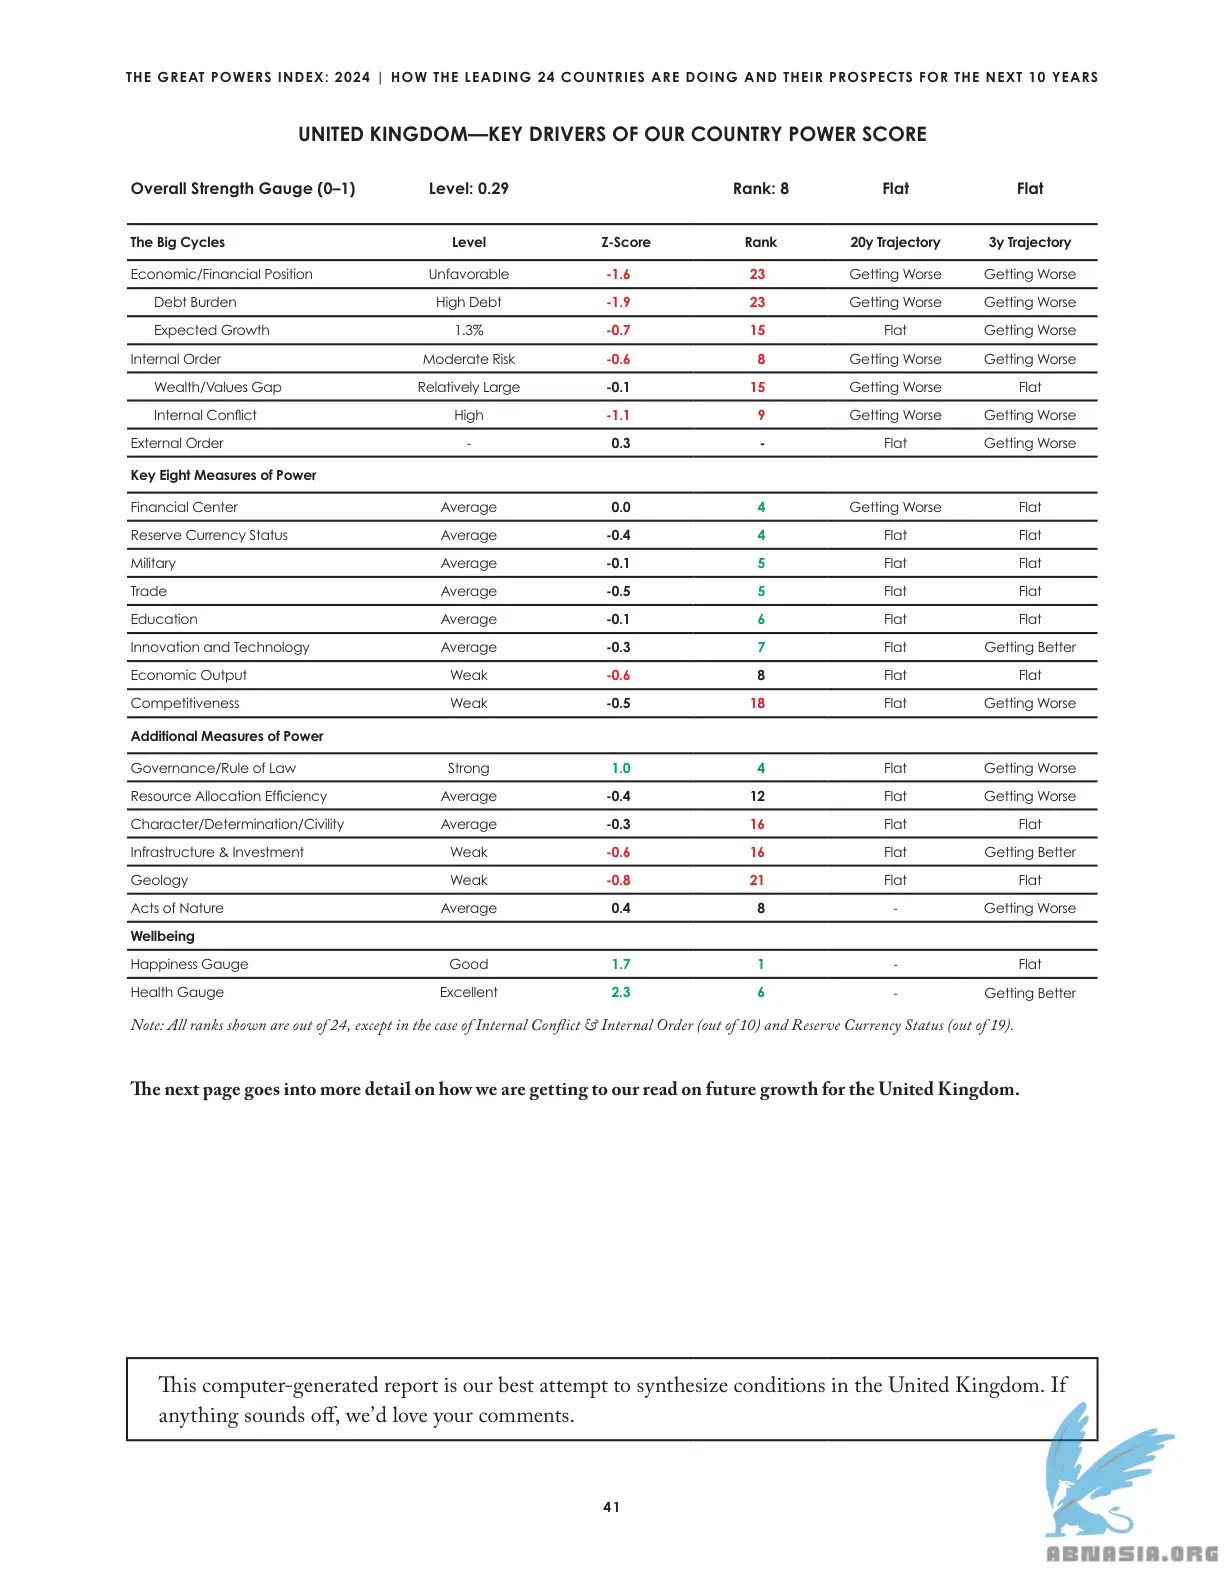 THE GREAT POWERS INDEX: 2024 | HOW THE LEADING 24 COUNTRIES ARE DOING AND THEIR PROSPECTS FOR THE NEXT 10 YEARS
UNITED KINGDOM—KEY DRIVERS OF OUR COUNTRY POWER SCORE
Overall Strength Gauge (0–1) Level: 0.29 Rank: 8 Flat Flat
The Big Cycles Level Z-Score Rank 20y Trajectory 3y Trajectory
Economic/Financial Position Unfavorable -1.6 23 Getting Worse Getting Worse
Debt Burden High Debt -1.9 23 Getting Worse Getting Worse
Expected Growth 1.3% -0.7 15 Flat Getting Worse
Internal Order Moderate Risk -0.6 8 Getting Worse Getting Worse
Wealth/Values Gap Relatively Large -0.1 15 Getting Worse Flat
Internal Conflict High -1.1 9 Getting Worse Getting Worse
External Order - 0.3 - Flat Getting Worse
Key Eight Measures of Power
Financial Center Average 0.0 4 Getting Worse Flat
Reserve Currency Status Average -0.4 4 Flat Flat
Military Average -0.1 5 Flat Flat
Trade Average -0.5 5 Flat Flat
Education Average -0.1 6 Flat Flat
Innovation and Technology Average -0.3 7 Flat Getting Better
Economic Output Weak -0.6 8 Flat Flat
Competitiveness Weak -0.5 18 Flat Getting Worse
Additional Measures of Power
Governance/Rule of Law Strong 1.0 4 Flat Getting Worse
Resource Allocation Efficiency Average -0.4 12 Flat Getting Worse
Character/Determination/Civility Average -0.3 16 Flat Flat
Infrastructure & Investment Weak -0.6 16 Flat Getting Better
Geology Weak -0.8 21 Flat Flat
Acts of Nature Average 0.4 8 - Getting Worse
Wellbeing
Happiness Gauge Good 1.7 1 - Flat
Health Gauge Excellent 2.3 6 - Getting Better
Note: All ranks shown are out of 24, except in the case of Internal Conflict & Internal Order (out of 10) and Reserve Currency Status (out of 19).
The next page goes into more detail on how we are getting to our read on future growth for the United Kingdom.
This computer-generated report is our best attempt to synthesize conditions in the United Kingdom. If
anything sounds off, we'd love your comments.
41
ABNASIA.ORG